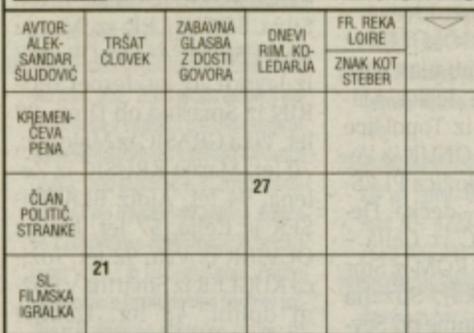 AVTOR:
ALEK-
SANDAR
ŠUJDOVIĆ
TRŠAT
ČLOVEK
ZABAVNA
GLASBA
Z DOSTI
GOVORA
DNEVI
RIM. KO-
LEDARJA
FR. REKA
LOIRE
ZNAK KOT
STEBER
KREMEN-
ČEVA
PENA
ČLAN
POLITIČ.
STRANKE
27
SL.
FILMSKA
IGRALKA
21